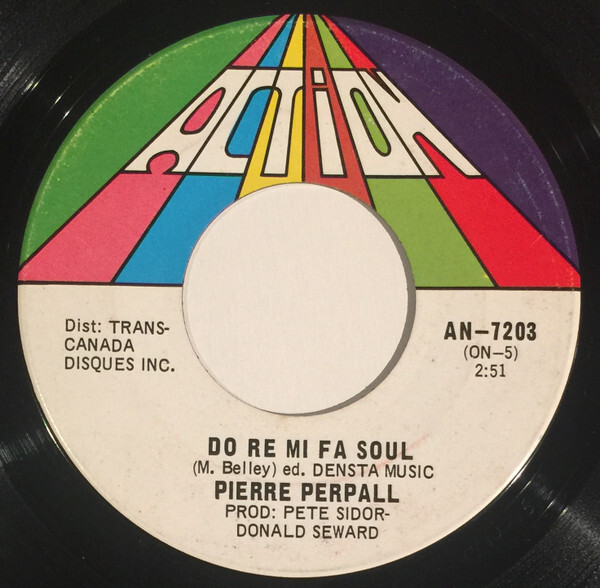 ACTION
Dist: TRANS-
CANADA
DISQUES INC.
AN-7203
(ON-5)
2:51
DO RE MI FA SOUL
(M. Belley) ed. DENSTA MUSIC
PIERRE PERPALL
PROD: PETE SIDOR-
DONALD SEWARD